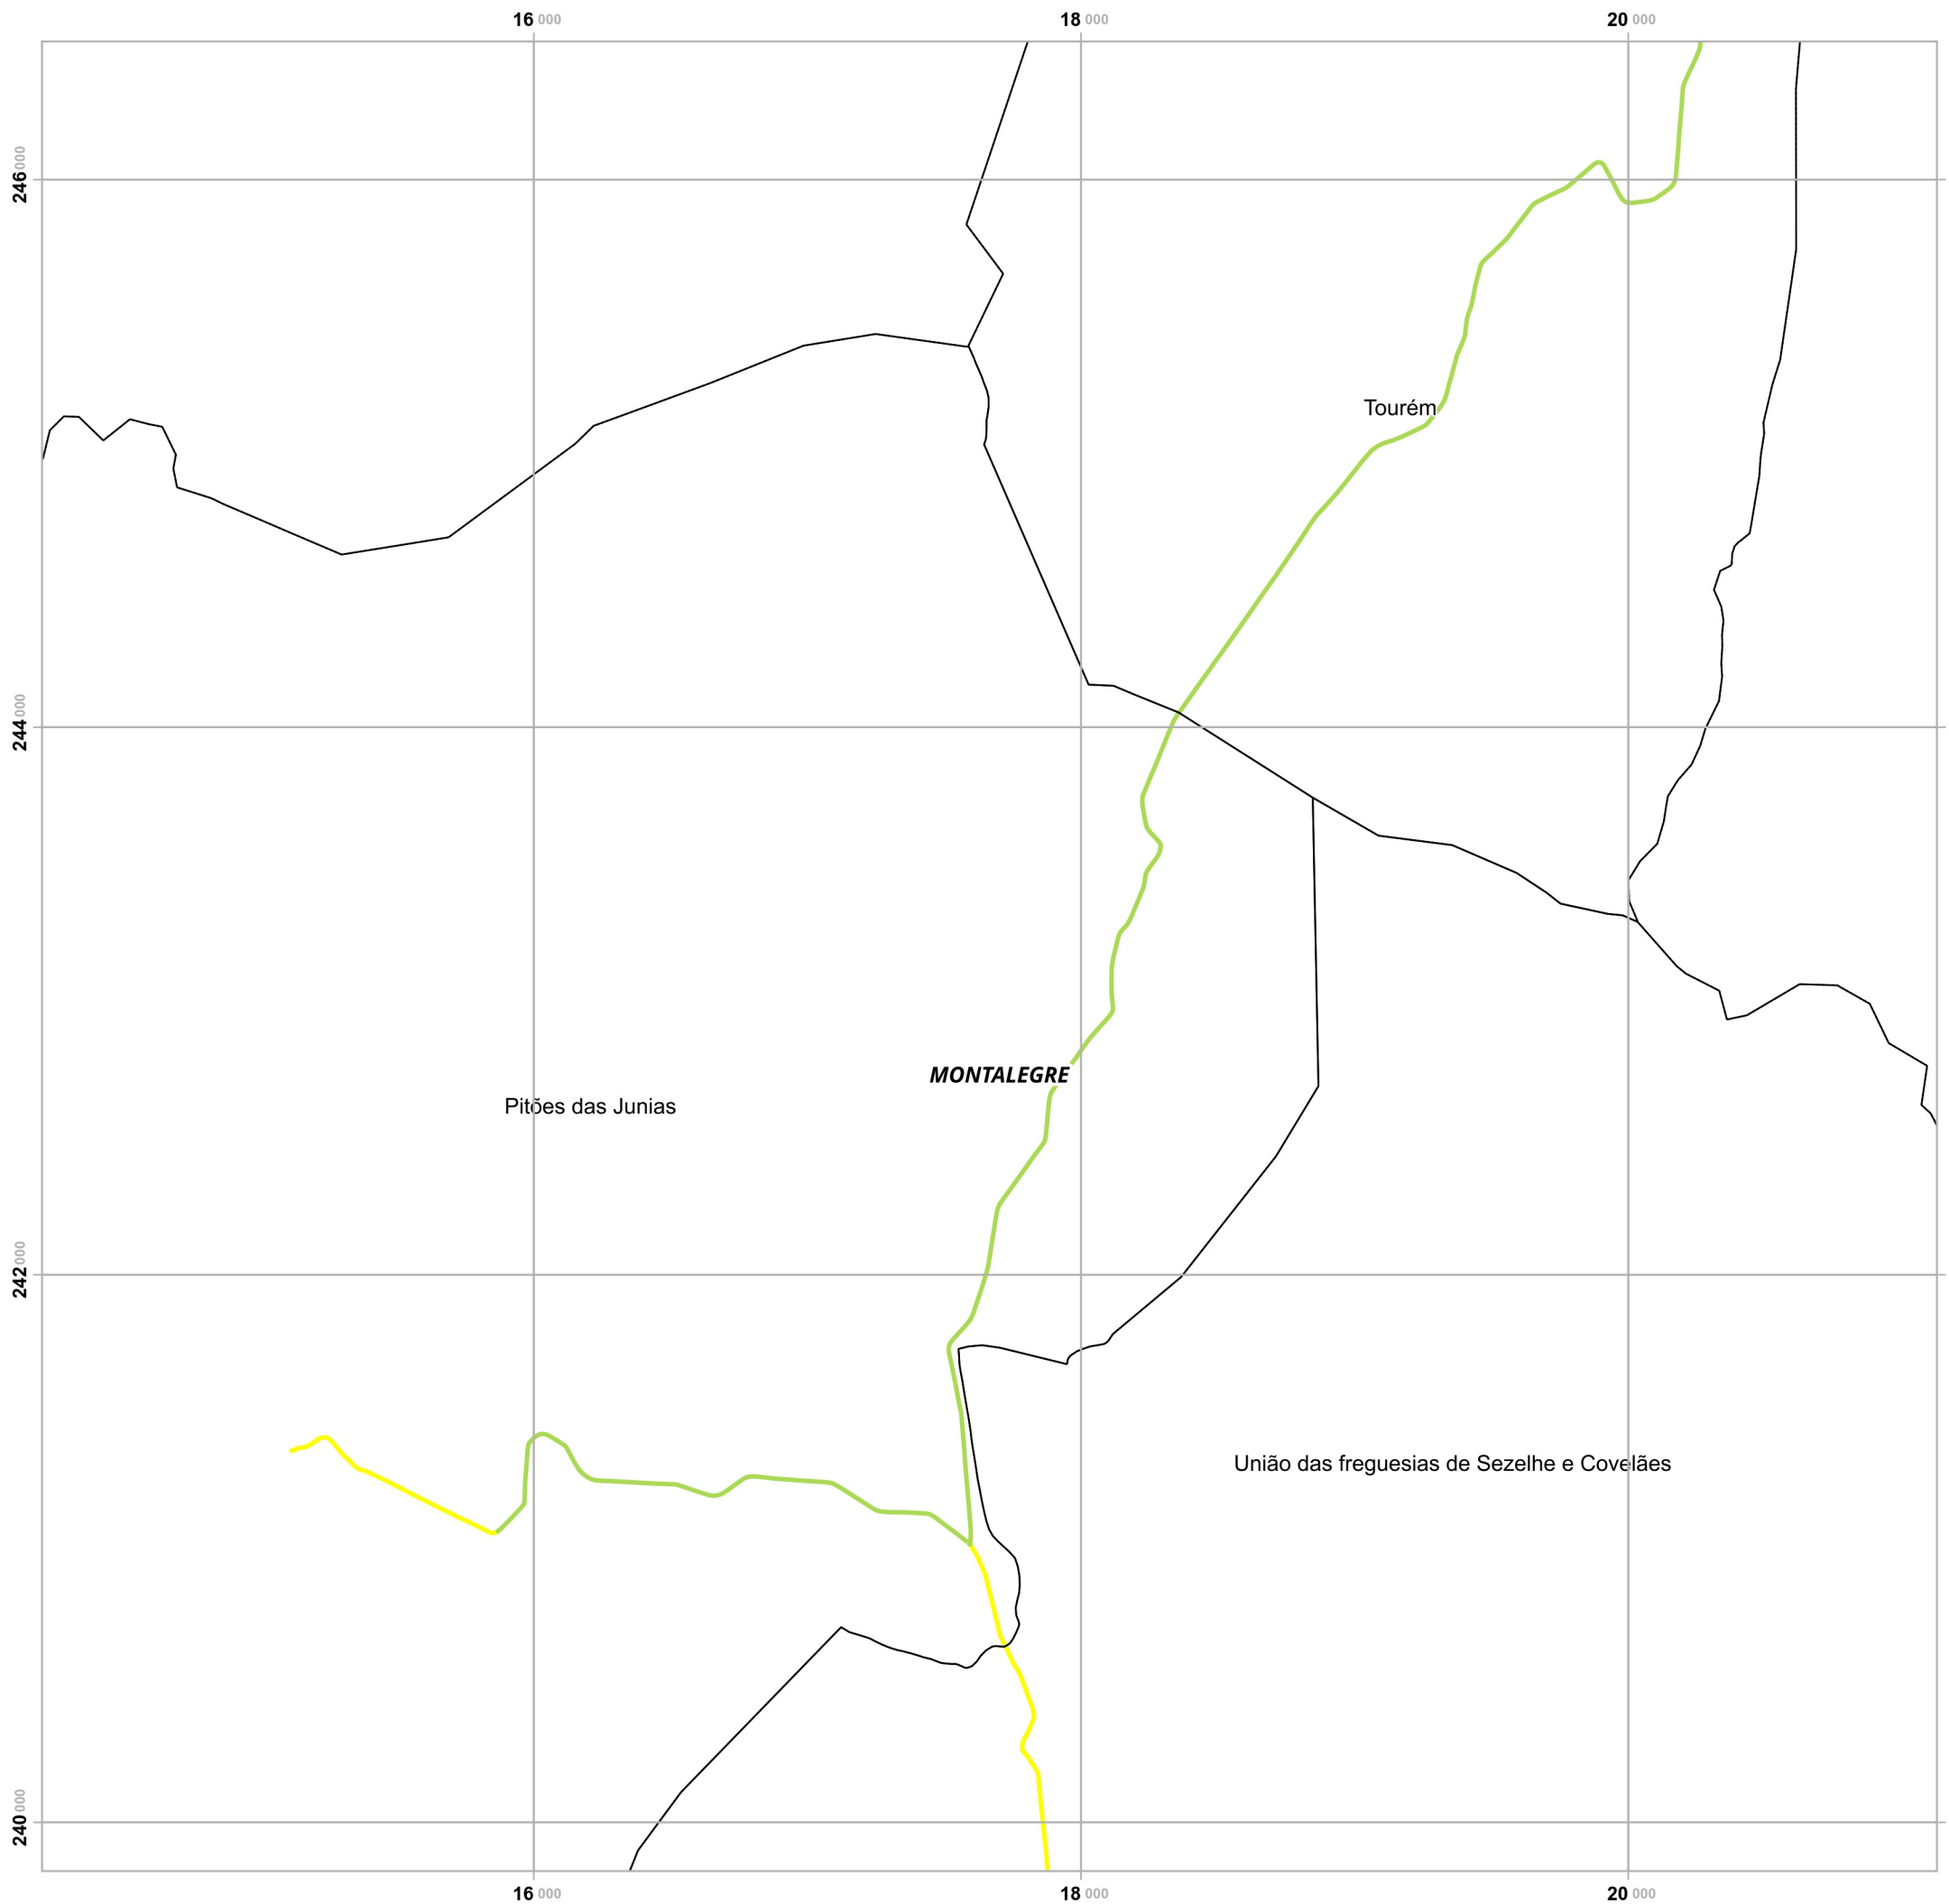 16 000
18 000
20 000
246 000
Tourém
244 000
MONTALEGRE
Pitões das Junias
242 000
União das freguesias de Sezelhe e Covelães
240 000
16 000
18 000
20 000